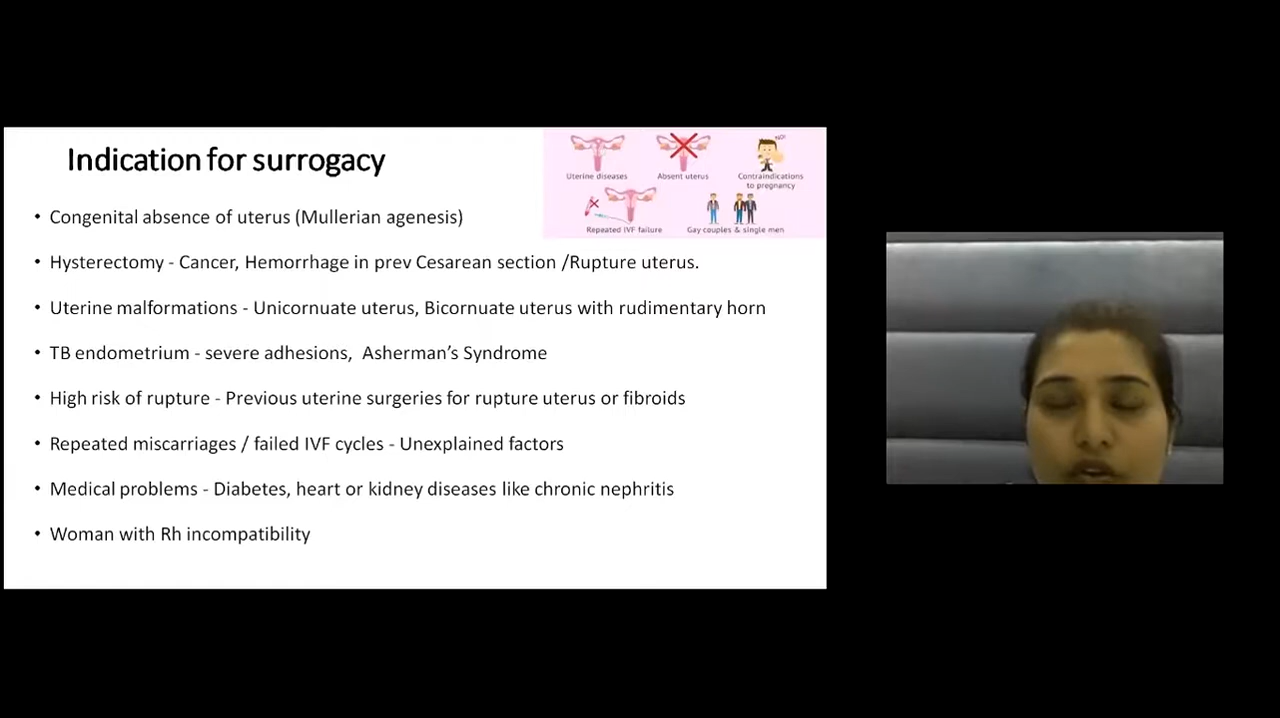 Indication for surrogacy
Uterine diseases
Absent uterus
Contraindications
to pregnancy
Repeated IVF failure
Gay couples & single men
• Congenital absence of uterus (Mullerian agenesis)
• Hysterectomy - Cancer, Hemorrhage in prev Cesarean section /Rupture uterus.
• Uterine malformations - Unicornuate uterus, Bicornuate uterus with rudimentary horn
• TB endometrium - severe adhesions, Asherman's Syndrome
• High risk of rupture - Previous uterine surgeries for rupture uterus or fibroids
• Repeated miscarriages / failed IVF cycles - Unexplained factors
• Medical problems - Diabetes, heart or kidney diseases like chronic nephritis
• Woman with Rh incompatibility